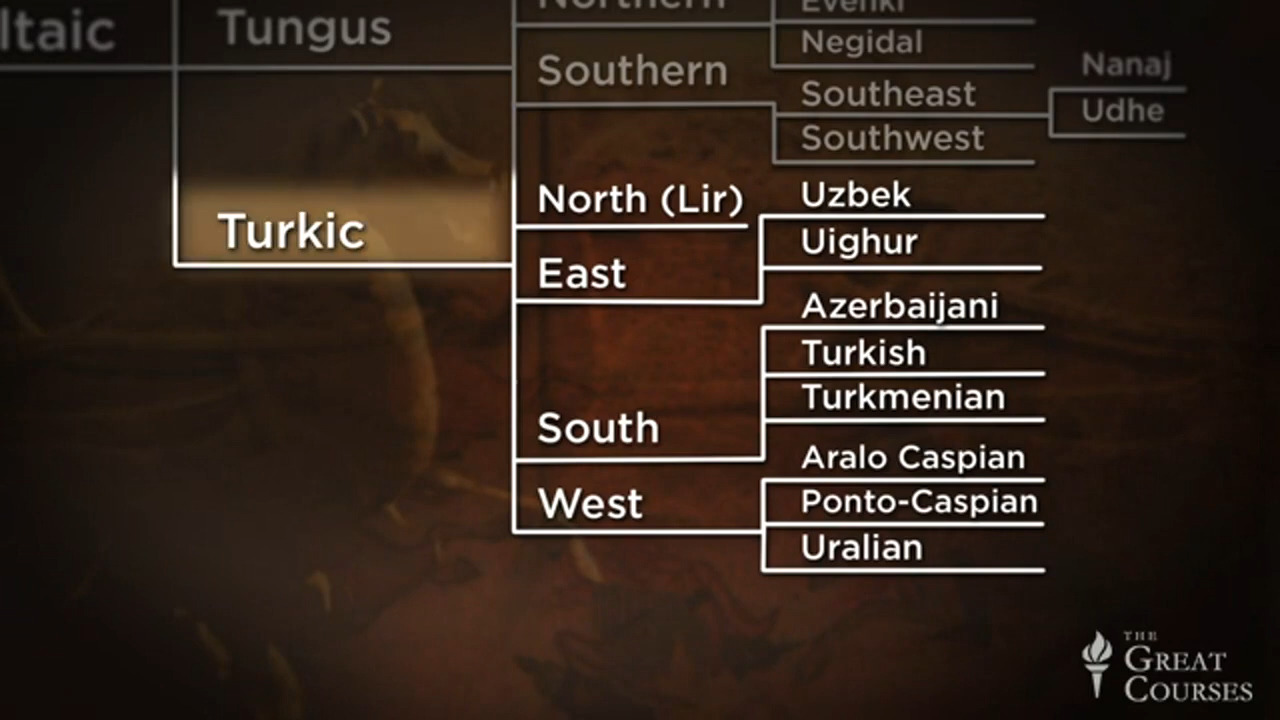 ltaic
Tungus
Northern
Southern
Evenki
Negidal
Southeast
Southwest
Nanaj
Udhe
Turkic
North (Lir)
East
Uzbek
Uighur
South
Azerbaijani
Turkish
Turkmenian
West
Aralo Caspian
Ponto-Caspian
Uralian
THE
GREAT
COURSES